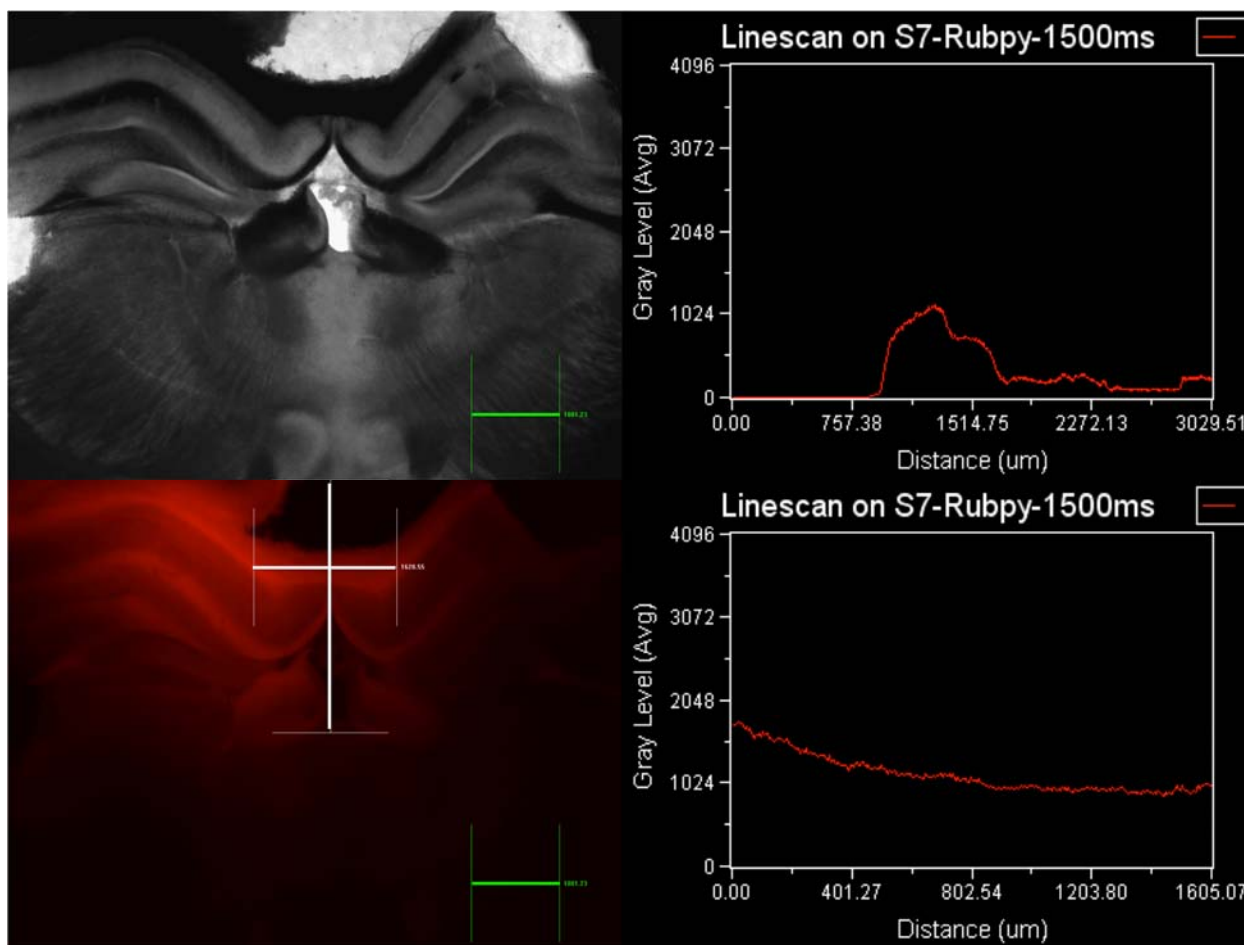 Linescan on S7-Rubpy-1500ms
4096
3072
2048
1024
0
Gray Level (Avg)
0.00 757.38 1514.75 2272.13 3029.51
Distance (um)
Linescan on S7-Rubpy-1500ms
4096
3072
2048
1024
0
Gray Level (Avg)
0.00 401.27 802.54 1203.80 1605.07
Distance (um)